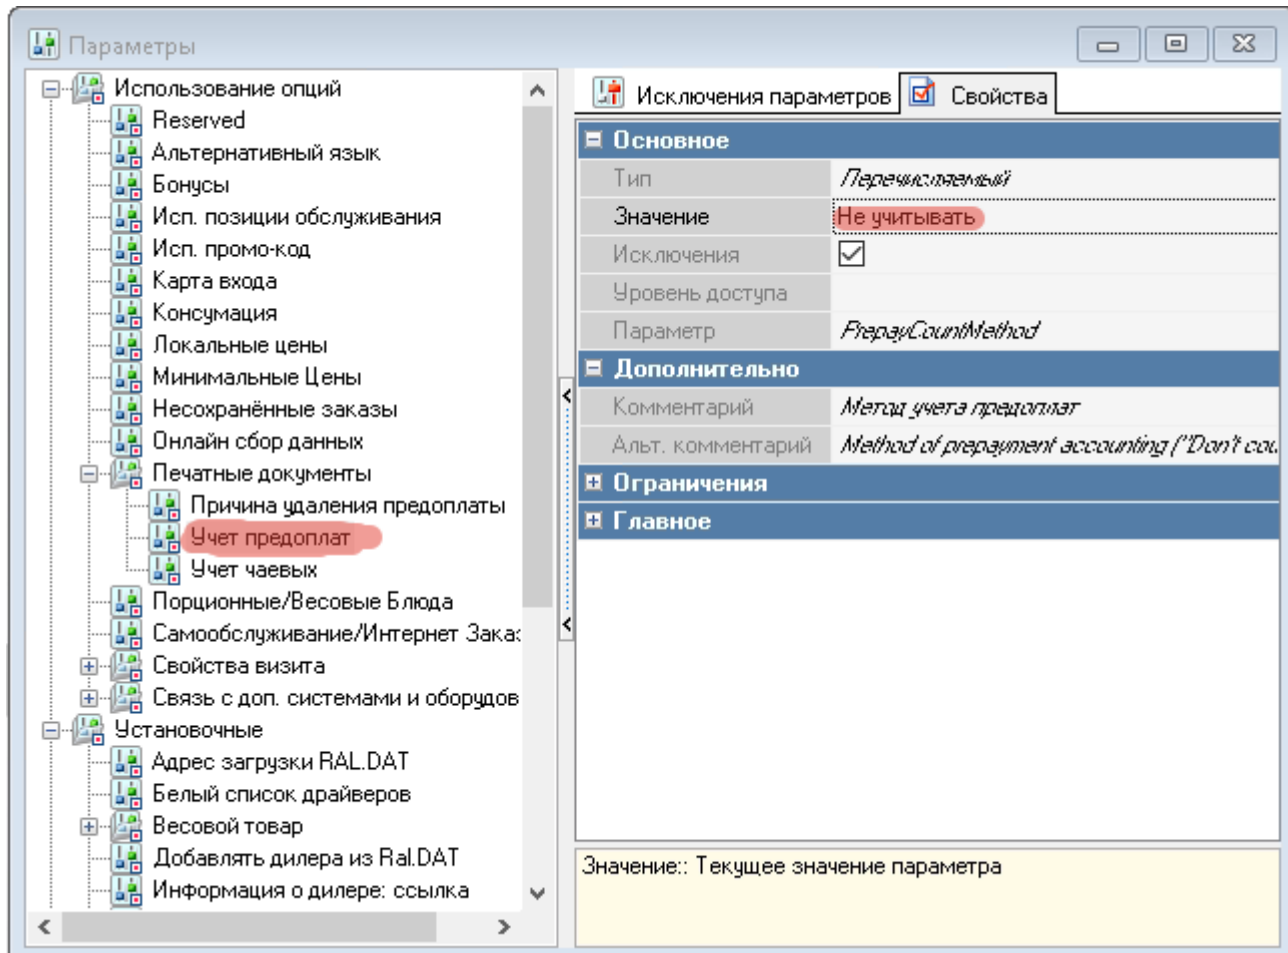 Параметры
Использование опций
Reserved
Альтернативный язык
Бонусы
Исп. позиции обслуживания
Исп. промо-код
Карта входа
Консумация
Локальные цены
Минимальные Цены
Несохранённые заказы
Онлайн сбор данных
Печатные документы
Причина удаления предоплаты
Учет предоплат
Учет чаевых
Порционные/Весовые Блюда
Самообслуживание/Интернет Заказ
Свойства визита
Связь с доп. системами и оборудов
Установочные
Адрес загрузки RAL.DAT
Белый список драйверов
Весовой товар
Добавлять дилера из Ral.DAT
Информация о дилере: ссылка
Исключения параметров Свойства
Основное
Тип Перечисляемый
Значение Не учитывать
Исключения
Уровень доступа
Параметр PrepayCountMethod
Дополнительно
Комментарий Метод учета предоплат
Альт. комментарий Method of prepayment accounting ("Don't cou
Ограничения
Главное
Значение:: Текущее значение параметра